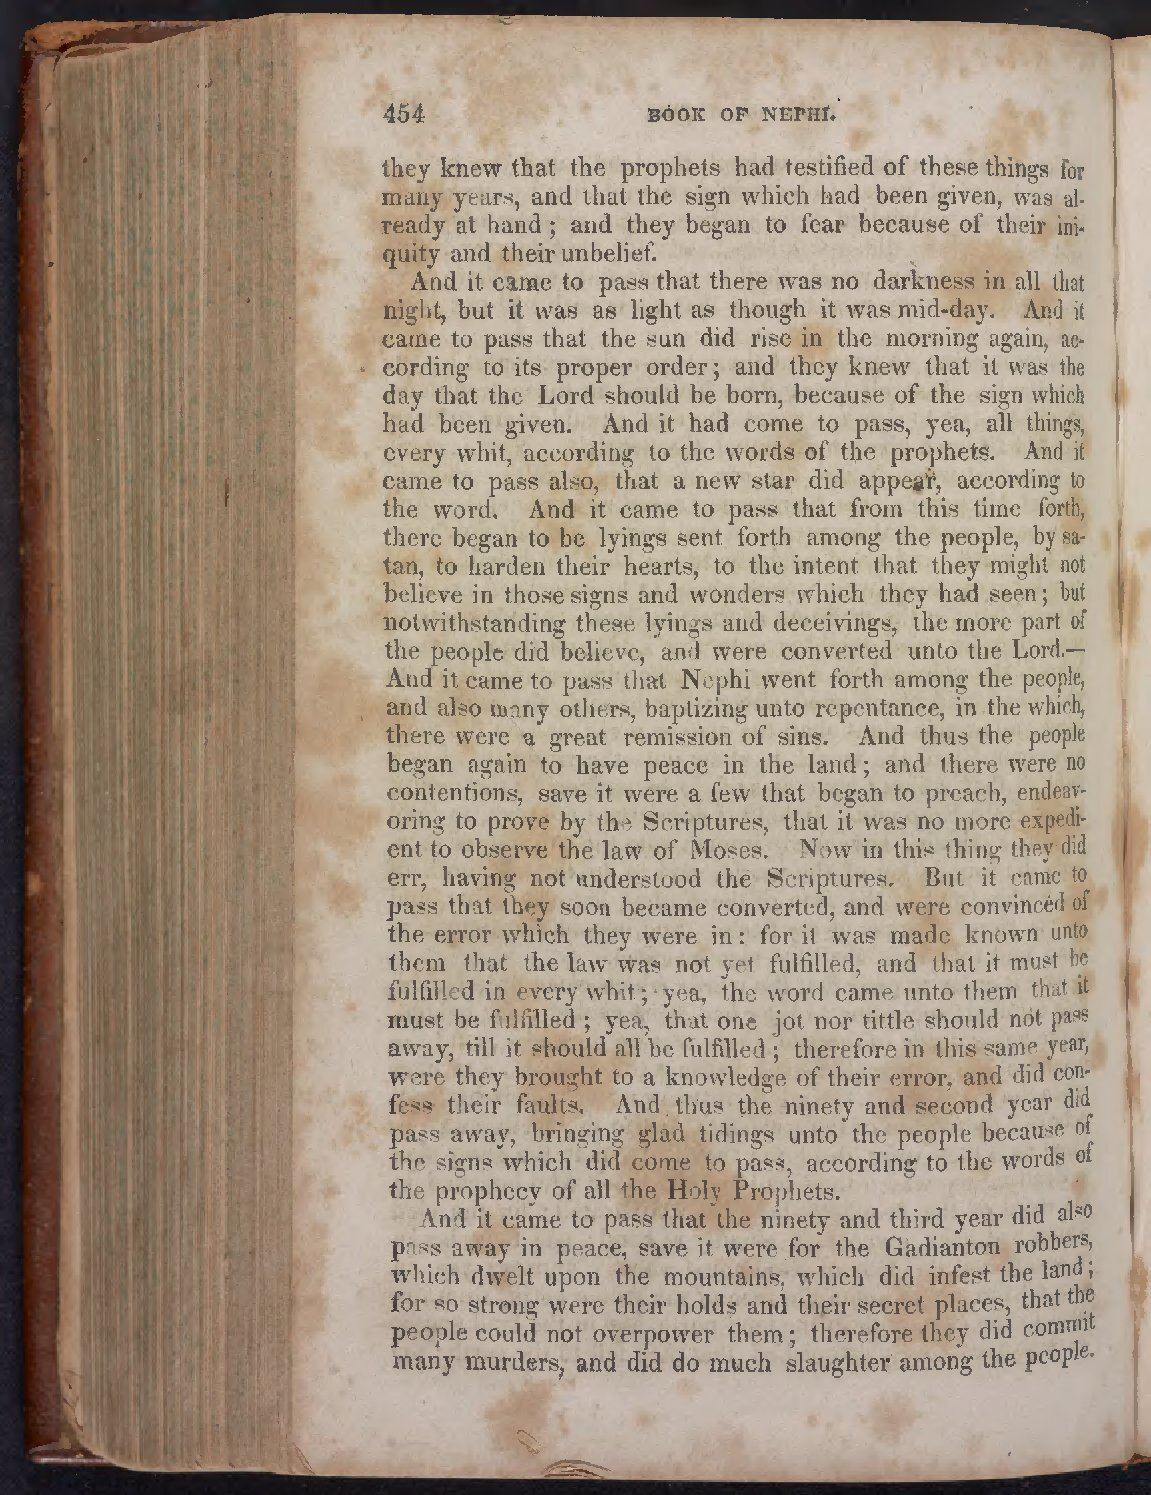 454 BOOK OF NEPHI.
they knew that the prophets had testified of these things for
many years, and that the sign which had been given, was al-
ready at hand; and they began to fear because of their ini-
quity and their unbelief.
And it came to pass that there was no darkness in all that
night, but it was as light as though it was mid-day. And it
came to pass that the sun did rise in the morning again, ac-
cording to its proper order; and they knew that it was the
day that the Lord should be born, because of the sign which
had been given. And it had come to pass, yea, all things,
every whit, according to the words of the prophets. And it
came to pass also, that a new star did appear, according to
the word. And it came to pass that from this time forth,
there began to be lyings sent forth among the people, by sa-
tan, to harden their hearts, to the intent that they might not
believe in those signs and wonders which they had seen; but
notwithstanding these lyings and deceivings, the more part of
the people did believe, and were converted unto the Lord.—
And it came to pass that Nephi went forth among the people,
and also many others, baptizing unto repentance, in the which,
there were a great remission of sins. And thus the people
began again to have peace in the land; and there were no
contentions, save it were a few that began to preach, endeav-
oring to prove by the Scriptures, that it was no more expedi-
ent to observe the law of Moses. Now in this thing they did
err, having not understood the Scriptures. But it came to
pass that they soon became converted, and were convinced of
the error which they were in: for it was made known unto
them that the law was not yet fulfilled, and that it must be
fulfilled in every whit; yea, the word came unto them that it
must be fulfilled; yea, that one jot nor tittle should not pass
away, till it should all be fulfilled; therefore in this same year,
were they brought to a knowledge of their error, and did con-
fess their faults. And thus the ninety and second year did
pass away, bringing glad tidings unto the people because of
the signs which did come to pass, according to the words of
the prophecy of all the Holy Prophets.
And it came to pass that the ninety and third year did also
pass away in peace, save it were for the Gadianton robbers,
which dwelt upon the mountains, which did infest the land;
for so strong were their holds and their secret places, that the
people could not overpower them; therefore they did commit
many murders, and did do much slaughter among the people.